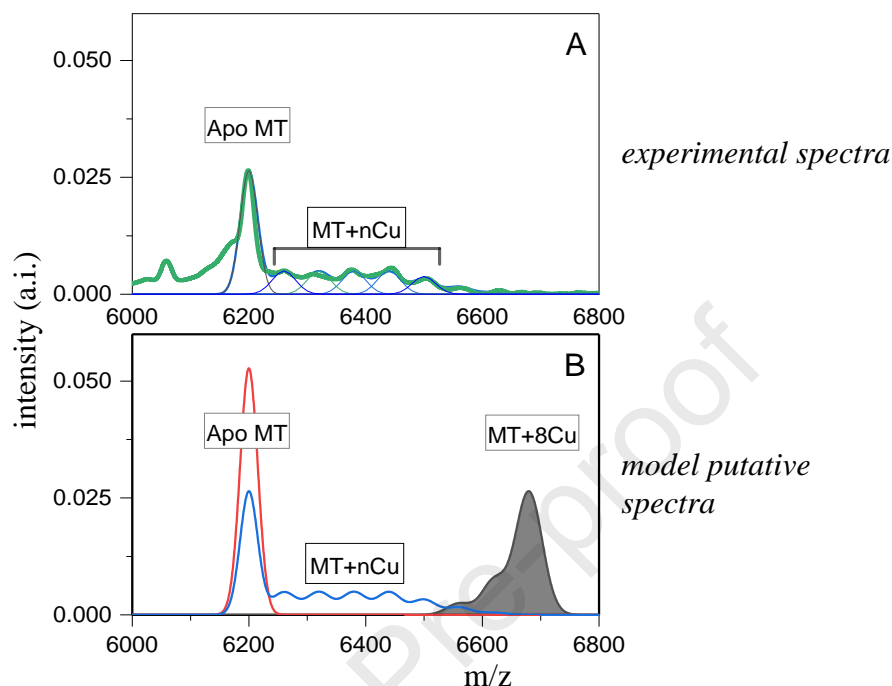 A
0.050
Apo MT
experimental spectra
0.025
MT+nCu
0.000
6000 6200 6400 6600 6800
intensity (a.i.)
B
0.050
Apo MT
MT+8Cu
model putative
spectra
0.025
MT+nCu
0.000
6000 6200 6400 6600 6800
m/z
Pre-proof